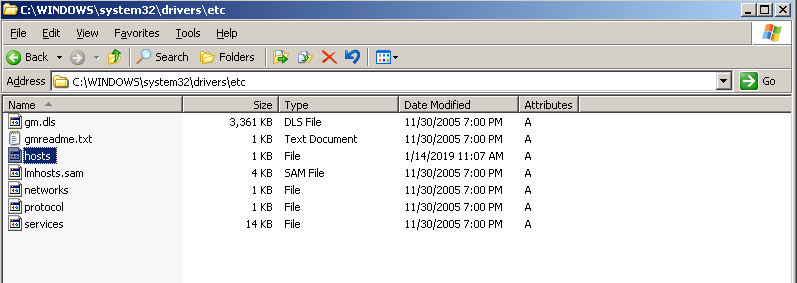 C:\WINDOWS\system32\drivers\etc
File Edit View Favorites Tools Help
Back Search Folders
Address C:\WINDOWS\system32\drivers\etc Go
Name Size Type Date Modified Attributes
gm.dls 3,361 KB DLS File 11/30/2005 7:00 PM A
gmreadme.txt 1 KB Text Document 11/30/2005 7:00 PM A
hosts 1 KB File 1/14/2019 11:07 AM A
lmhosts.sam 4 KB SAM File 11/30/2005 7:00 PM A
networks 1 KB File 11/30/2005 7:00 PM A
protocol 1 KB File 11/30/2005 7:00 PM A
services 14 KB File 11/30/2005 7:00 PM A